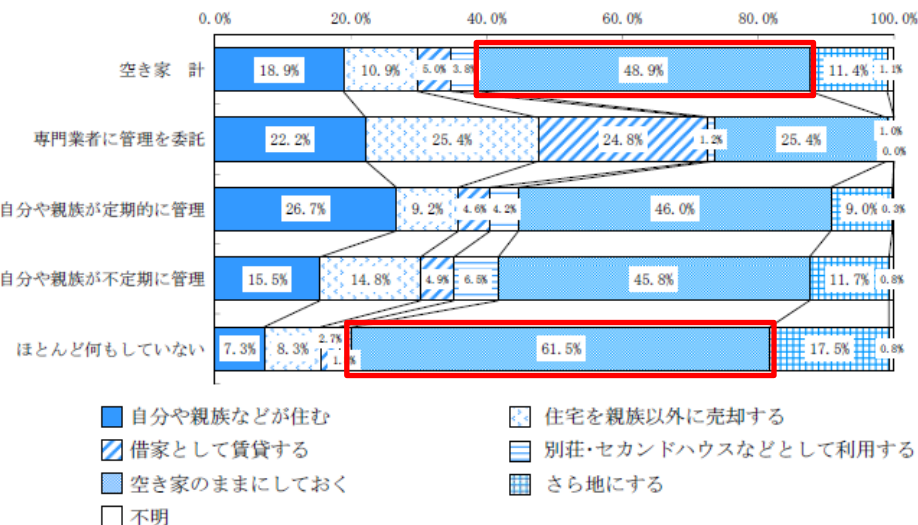 0.0% 20.0% 40.0% 60.0% 80.0% 100.0%
空き家 計 18.9% 10.9% 5.0% 3.8% 48.9% 11.4% 1.1%
専門業者に管理を委託 22.2% 25.4% 24.8% 1.2% 25.4% 1.0% 0.0%
自分や親族が定期的に管理 26.7% 9.2% 4.6% 4.2% 46.0% 9.0% 0.3%
自分や親族が不定期に管理 15.5% 14.8% 4.9% 6.5% 45.8% 11.7% 0.8%
ほとんど何もしていない 7.3% 8.3% 2.7% 61.5% 17.5% 0.8%
自分や親族などが住む 住宅を親族以外に売却する
借家として賃貸する 別荘・セカンドハウスなどとして利用する
空き家のままにしておく さら地にする
不明